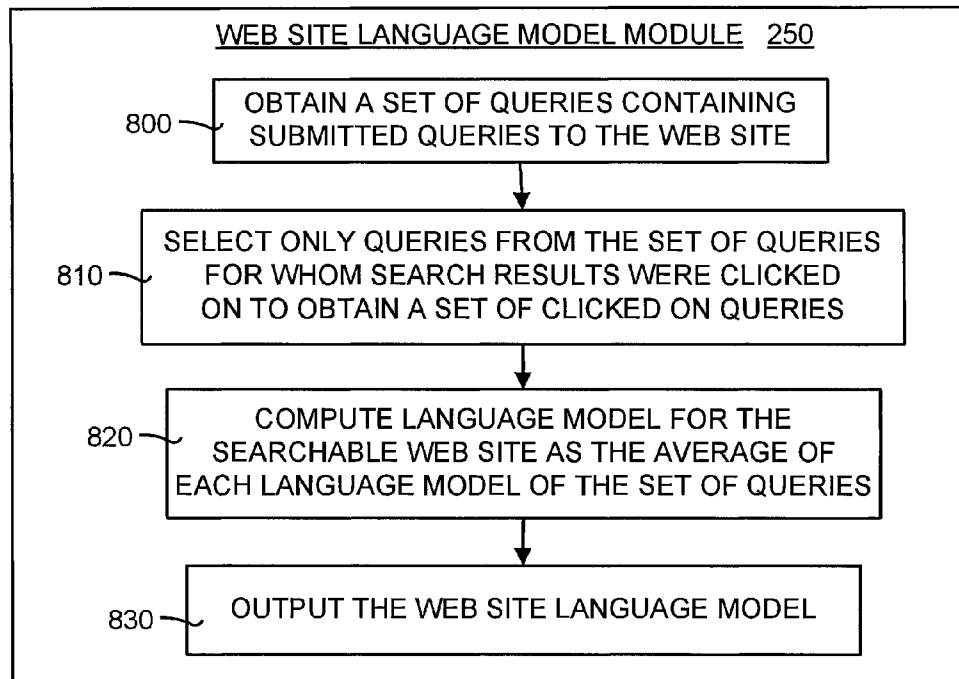 WEB SITE LANGUAGE MODEL MODULE 250
800
OBTAIN A SET OF QUERIES CONTAINING
SUBMITTED QUERIES TO THE WEB SITE
810
SELECT ONLY QUERIES FROM THE SET OF QUERIES
FOR WHOM SEARCH RESULTS WERE CLICKED
ON TO OBTAIN A SET OF CLICKED ON QUERIES
820
COMPUTE LANGUAGE MODEL FOR THE
SEARCHABLE WEB SITE AS THE AVERAGE OF
EACH LANGUAGE MODEL OF THE SET OF QUERIES
830
OUTPUT THE WEB SITE LANGUAGE MODEL